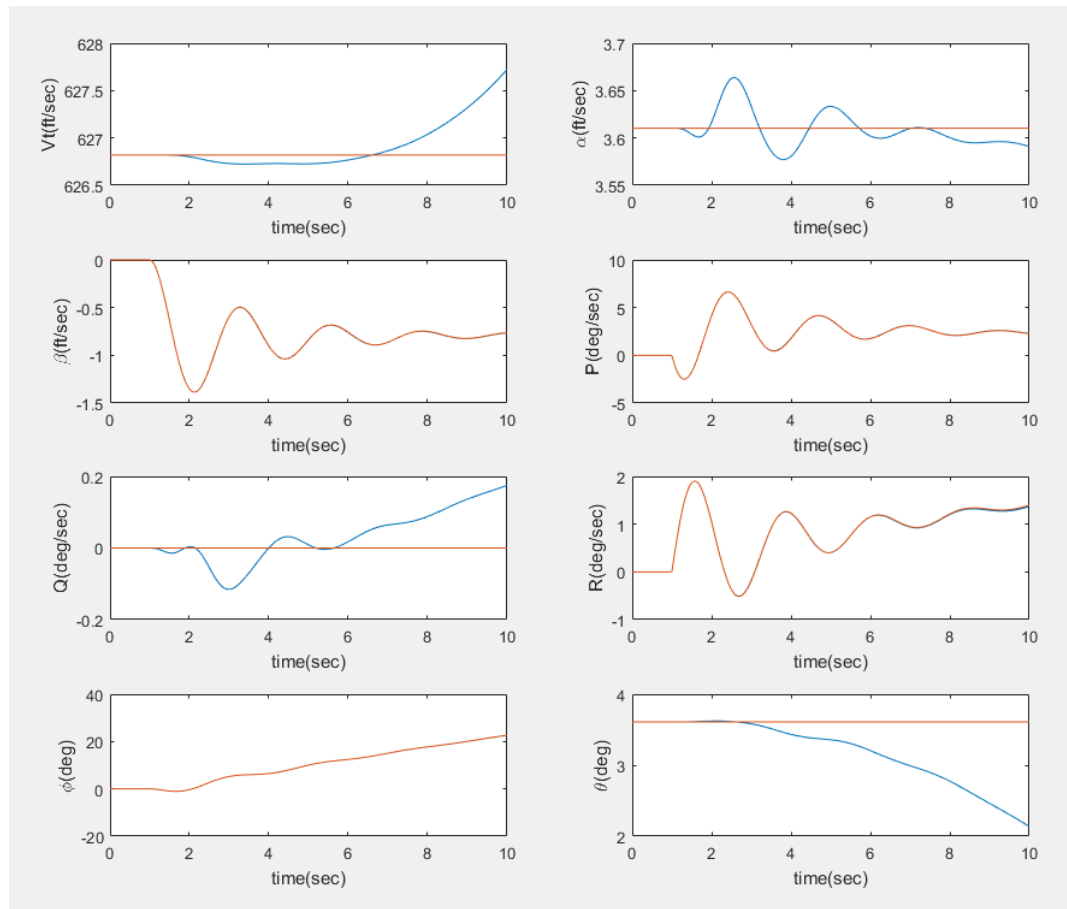 Vt(ft/sec)
628
627.5
627
626.5
0 2 4 6 8 10
time(sec)
α(ft/sec)
3.7
3.65
3.6
3.55
0 2 4 6 8 10
time(sec)
β(ft/sec)
0
-0.5
-1
-1.5
0 2 4 6 8 10
time(sec)
P(deg/sec)
10
5
0
-5
0 2 4 6 8 10
time(sec)
Q(deg/sec)
0.2
0
-0.2
0 2 4 6 8 10
time(sec)
R(deg/sec)
2
1
0
-1
0 2 4 6 8 10
time(sec)
ϕ(deg)
40
20
0
-20
0 2 4 6 8 10
time(sec)
θ(deg)
4
3
2
0 2 4 6 8 10
time(sec)